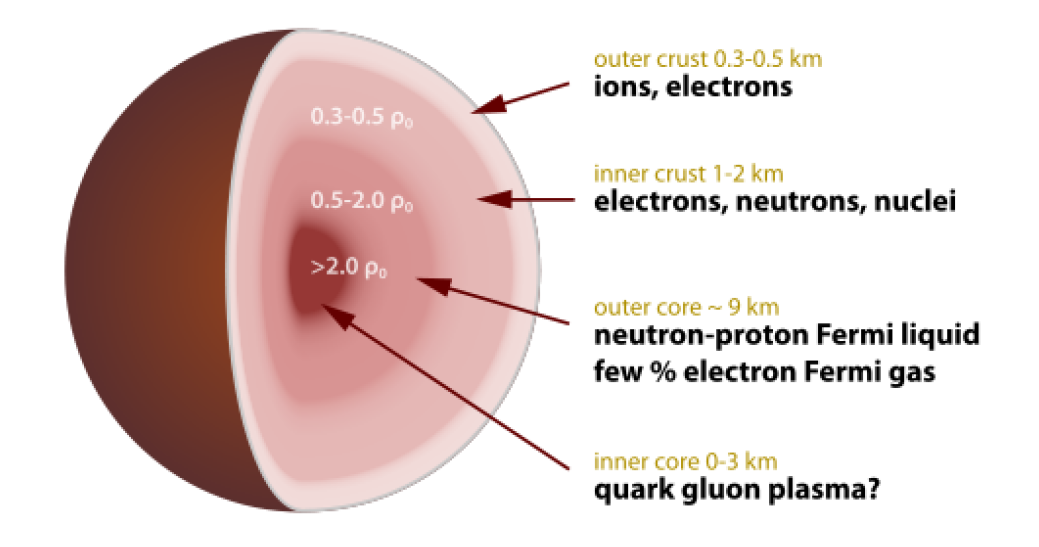 outer crust 0.3-0.5 km
ions, electrons
0.3-0.5 ρ₀
inner crust 1-2 km
electrons, neutrons, nuclei
0.5-2.0 ρ₀
>2.0 ρ₀
outer core ~ 9 km
neutron-proton Fermi liquid
few % electron Fermi gas
inner core 0-3 km
quark gluon plasma?